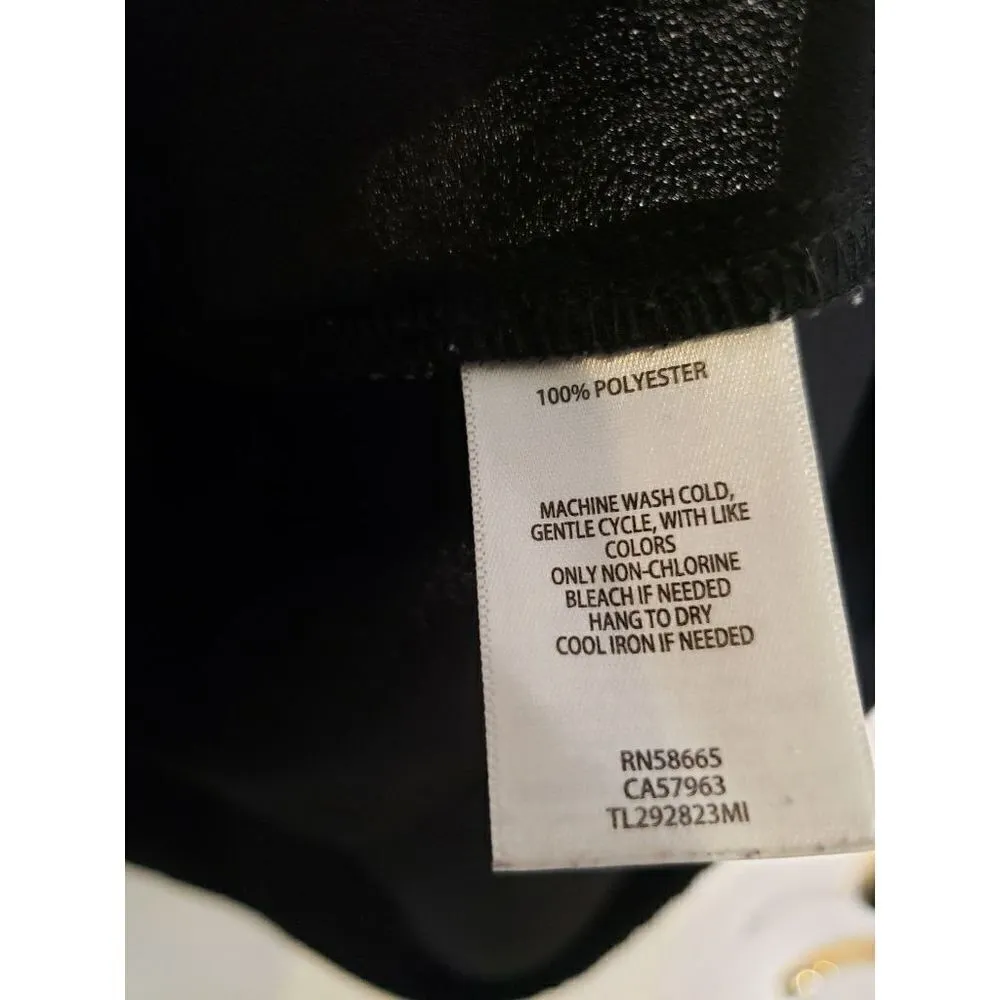 100% POLYESTER
MACHINE WASH COLD,
GENTLE CYCLE, WITH LIKE
COLORS
ONLY NON-CHLORINE
BLEACH IF NEEDED
HANG TO DRY
COOL IRON IF NEEDED
RN58665
CA57963
TL292823MI